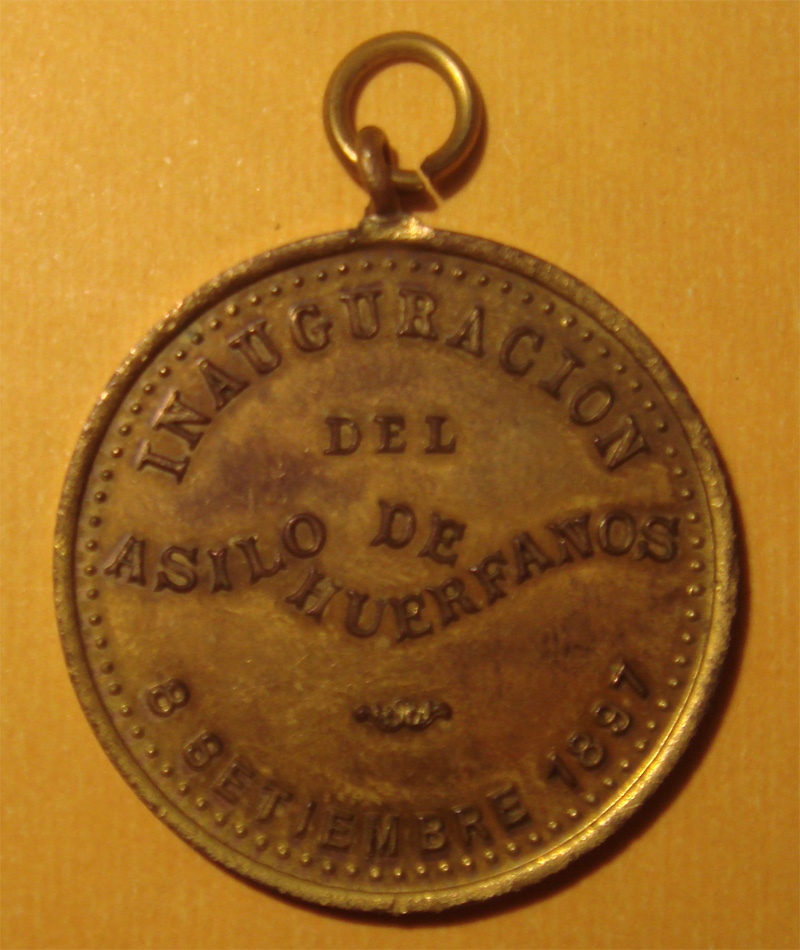 INAUGURACION
DEL
ASILO DE HUERFANOS
8 SETIEMBRE 1897